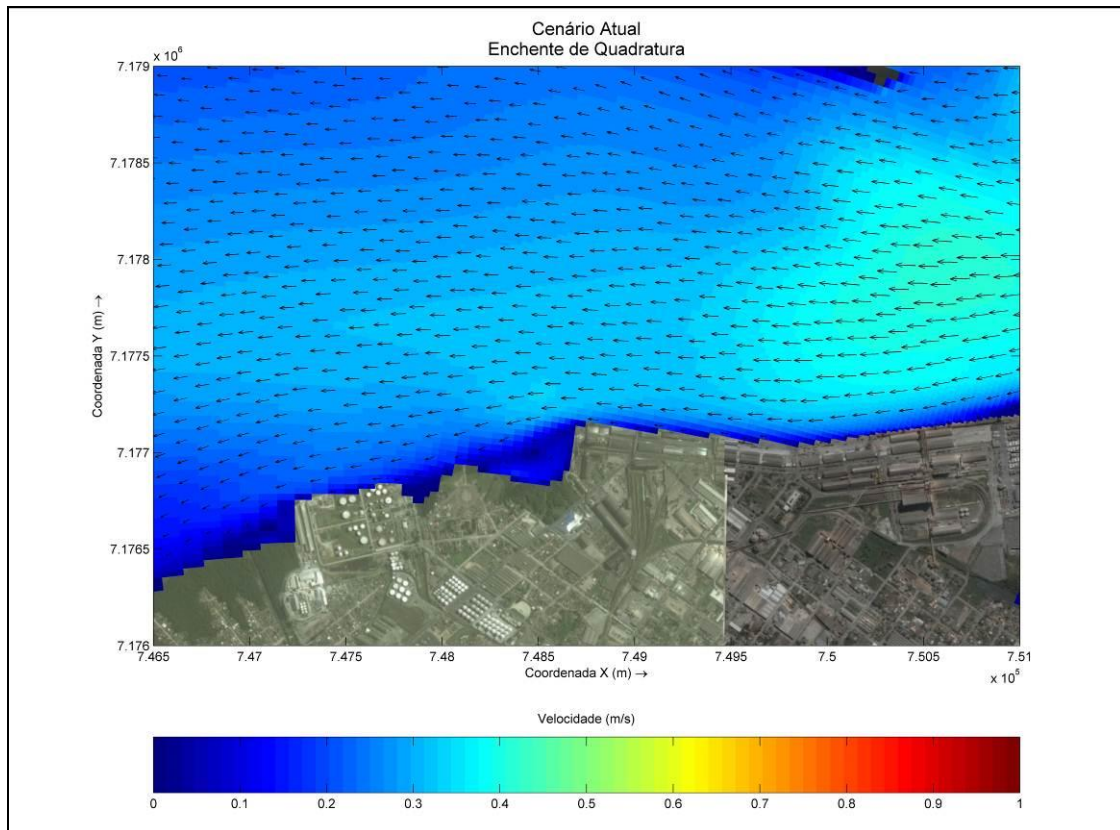 Cenário Atual
Enchente de Quadratura
x 10⁶
7.179
7.1785
7.178
7.1775
7.177
7.1765
7.176
Coordenada Y (m) →
7.465 7.47 7.475 7.48 7.485 7.49 7.495 7.5 7.505 7.51
Coordenada X (m) →
x 10⁵
Velocidade (m/s)
0 0.1 0.2 0.3 0.4 0.5 0.6 0.7 0.8 0.9 1